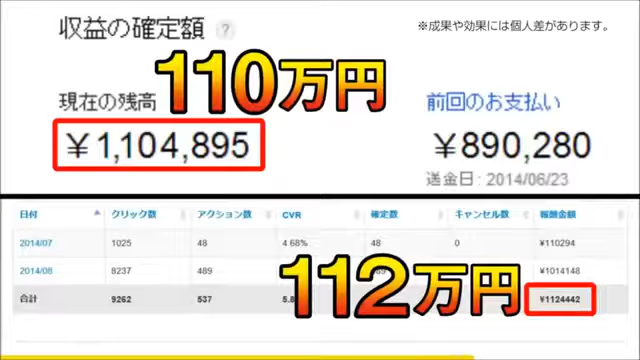 収益の確定額 ?
※成果や効果には個人差があります。
110万円
現在の残高
前回のお支払い
￥1,104,895
￥890,280
送金日: 2014/06/23
日付 クリック数 アクション数 CVR 確定数 キャンセル数 報酬金額
2014/07 1025 48 4.68% 48 0 ¥110294
2014/08 8237 489 ¥1014148
112万円
合計 9262 537 5.8 ¥1124442